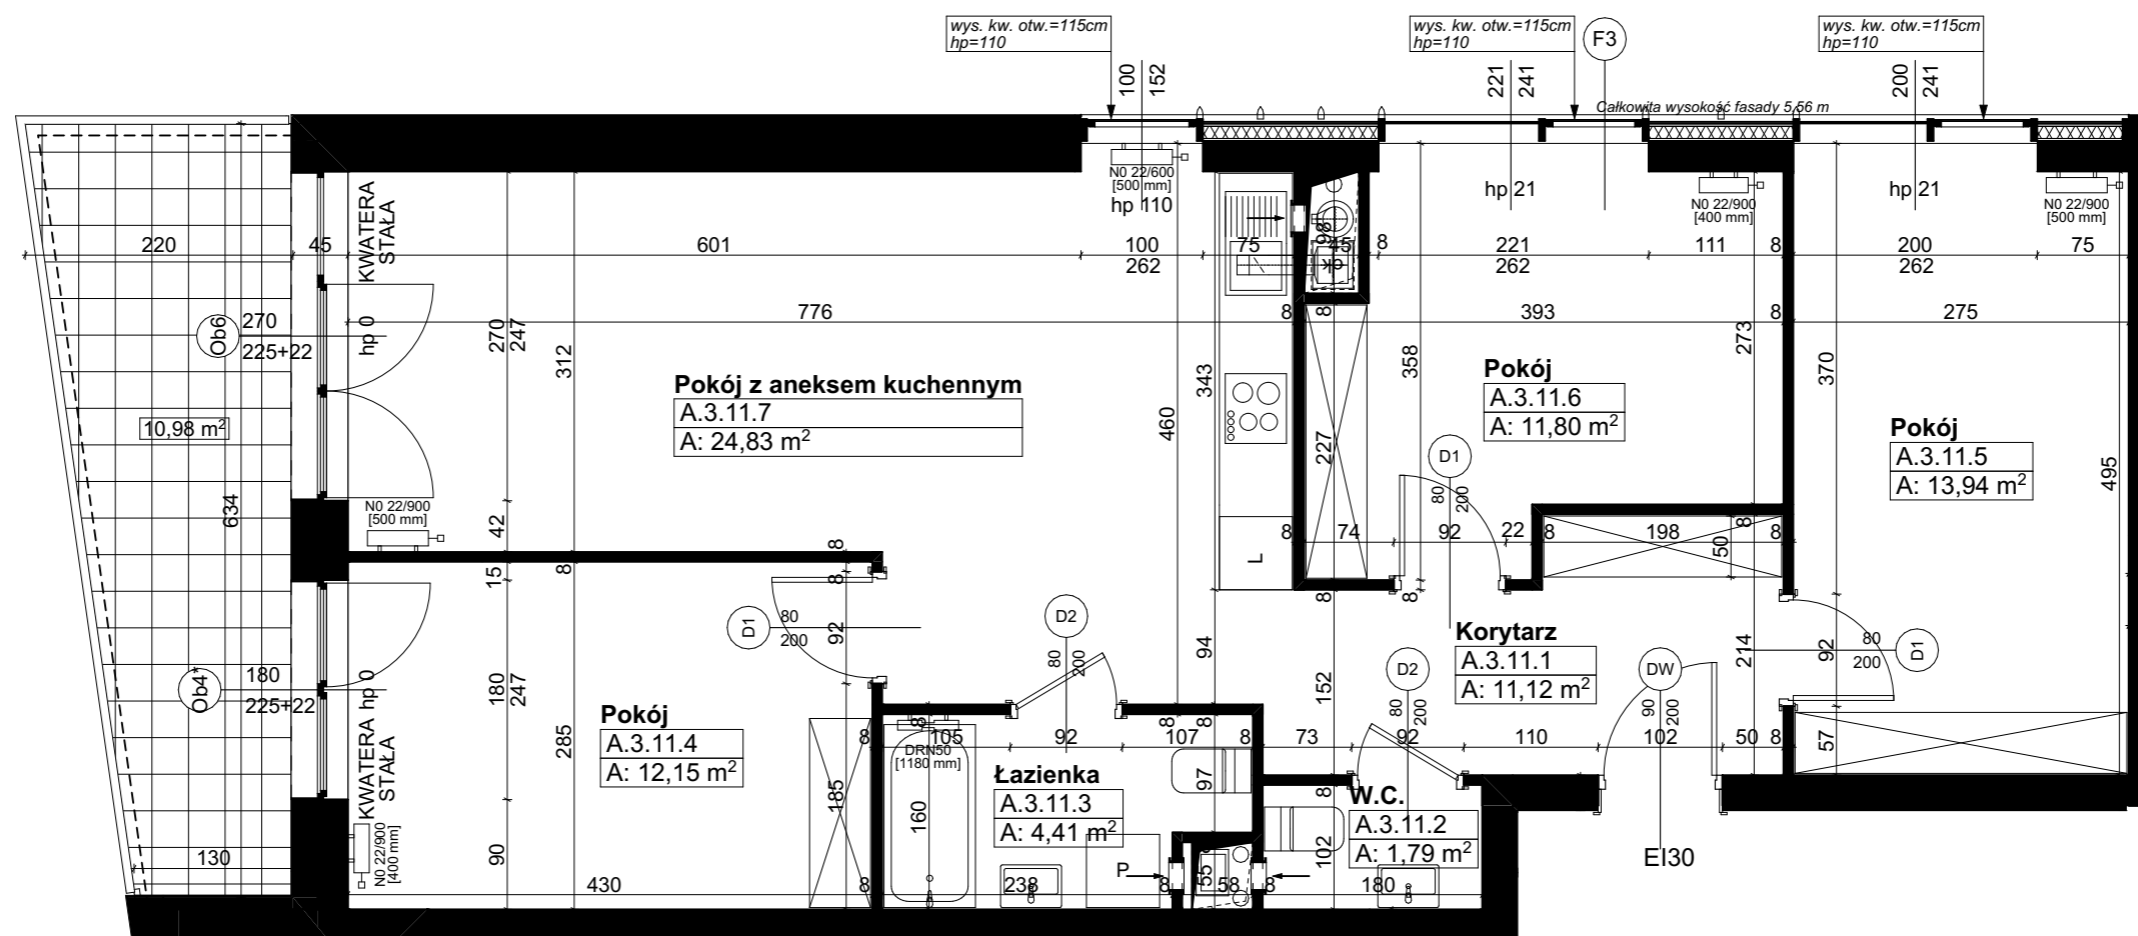 wys. kw. otw.=115cm
hp=110
wys. kw. otw.=115cm
hp=110
F3
wys. kw. otw.=115cm
hp=110
100
152
221
241
200
241
Całkowita wysokość fasady 5,56 m
N0 22/600
[500 mm]
hp 110
hp 21
N0 22/900
[400 mm]
hp 21
N0 22/900
[500 mm]
KWATERA
STAŁA
hp 0
220
45
601
100
262
75
45
98
8
221
262
111
8
200
262
75
Ob6
270
225+22
776
8
8
393
8
275
270
247
312
343
358
273
370
Pokój z aneksem kuchennym
A.3.11.7
A: 24,83 m²
Pokój
A.3.11.6
A: 11,80 m²
Pokój
A.3.11.5
A: 13,94 m²
10,98 m²
460
227
D1
80
200
495
634
N0 22/900
[500 mm]
42
8
L
8
74
92
22
8
198
50
8
8
15
8
8
8
8
D1
80
200
92
D2
80
200
94
Korytarz
A.3.11.1
A: 11,12 m²
152
D2
80
200
DW
90
200
214
92
80
200
D1
Ob4*
180
225+22
180
247
KWATERA hp 0
STAŁA
285
Pokój
A.3.11.4
A: 12,15 m²
8
8
105
92
107
8
8
8
73
92
110
102
50
8
57
DRN50
[1180 mm]
Łazienka
A.3.11.3
A: 4,41 m²
97
185
160
8
W.C.
A.3.11.2
A: 1,79 m²
102
EI30
130
90
N0 22/900
[400 mm]
430
8
238
P
8
55
58
8
180